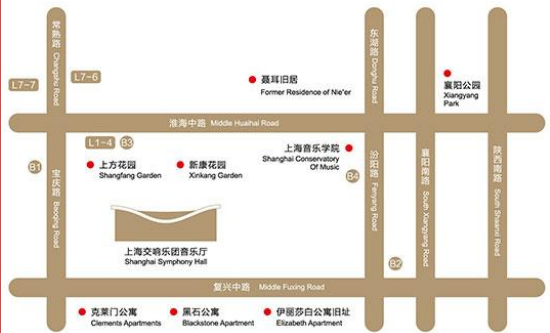 常熟路 Changshu Road
L7-7
L7-6
聂耳旧居
Former Residence of Nie'er
东湖路 Donghu Road
襄阳公园
Xiangyang
Park
淮海中路 Middle Huaihai Road
L1-4
B3
B1
上方花园
Shangfang Garden
新康花园
Xinkang Garden
上海音乐学院
Shanghai Conservatory
Of Music
B4
宝庆路 Baoqing Road
汾阳路 Fenyang Road
襄阳南路 South Xiangyang Road
陕西南路 South Shaanxi Road
上海交响乐团音乐厅
Shanghai Symphony Hall
B2
复兴中路 Middle Fuxing Road
克莱门公寓
Clements Apartments
黑石公寓
Blackstone Apartment
伊丽莎白公寓旧址
Elizabeth Apartment